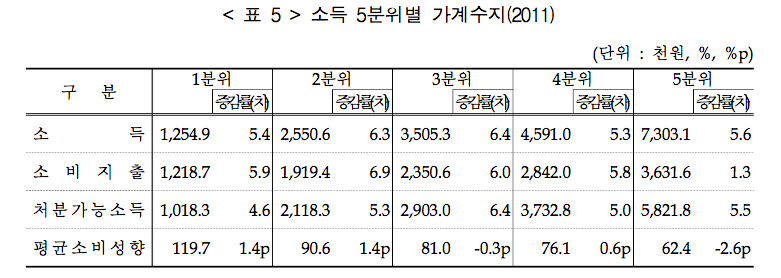 < 표 5 > 소득 5분위별 가계수지(2011)
(단위 : 천원, %, %p)
구 분 1분위 2분위 3분위 4분위 5분위
증감률(차) 증감률(차) 증감률(차) 증감률(차) 증감률(차)
소 득 1,254.9 5.4 2,550.6 6.3 3,505.3 6.4 4,591.0 5.3 7,303.1 5.6
소 비 지 출 1,218.7 5.9 1,919.4 6.9 2,350.6 6.0 2,842.0 5.8 3,631.6 1.3
처분가능소득 1,018.3 4.6 2,118.3 5.3 2,903.0 6.4 3,732.8 5.0 5,821.8 5.5
평균소비성향 119.7 1.4p 90.6 1.4p 81.0 -0.3p 76.1 0.6p 62.4 -2.6p